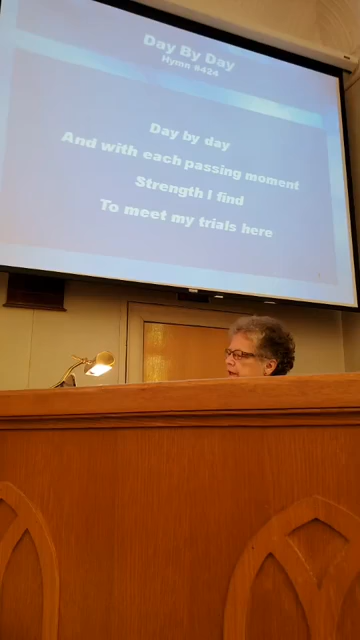 Day By Day
Hymn #424
Day by day
And with each passing moment
Strength I find
To meet my trials here